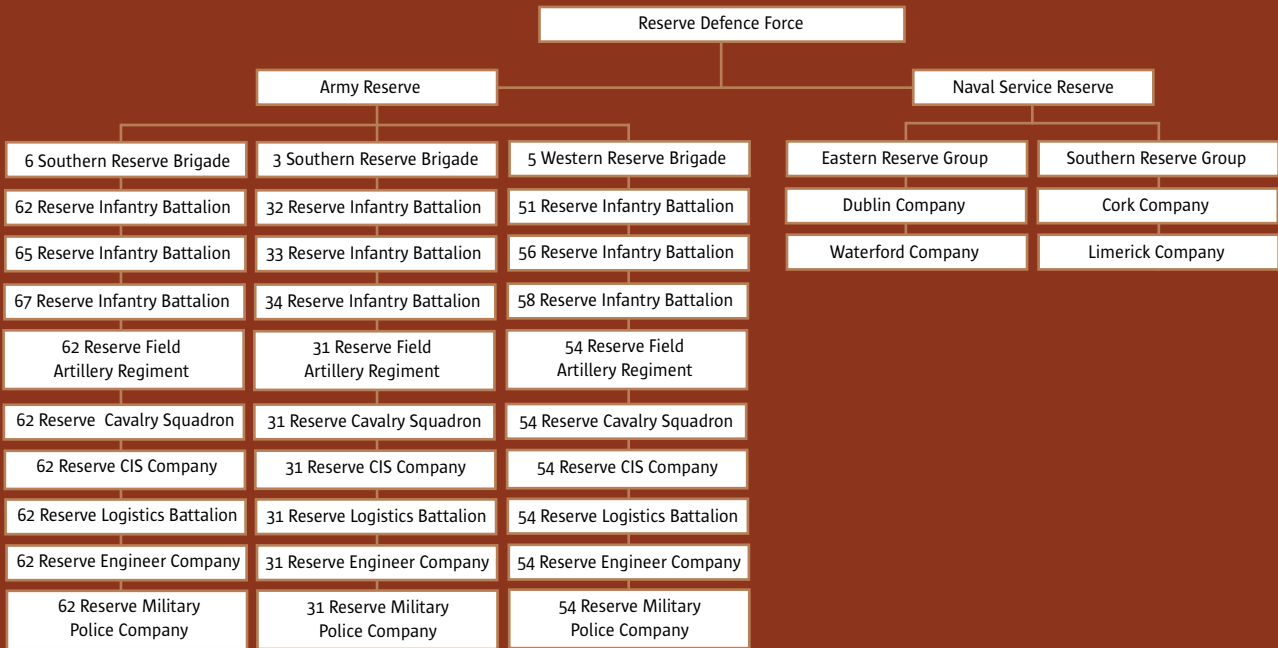 Reserve Defence Force
Army Reserve
Naval Service Reserve
6 Southern Reserve Brigade
62 Reserve Infantry Battalion
65 Reserve Infantry Battalion
67 Reserve Infantry Battalion
62 Reserve Field
Artillery Regiment
62 Reserve Cavalry Squadron
62 Reserve CIS Company
62 Reserve Logistics Battalion
62 Reserve Engineer Company
62 Reserve Military
Police Company
3 Southern Reserve Brigade
32 Reserve Infantry Battalion
33 Reserve Infantry Battalion
34 Reserve Infantry Battalion
31 Reserve Field
Artillery Regiment
31 Reserve Cavalry Squadron
31 Reserve CIS Company
31 Reserve Logistics Battalion
31 Reserve Engineer Company
31 Reserve Military
Police Company
5 Western Reserve Brigade
51 Reserve Infantry Battalion
56 Reserve Infantry Battalion
58 Reserve Infantry Battalion
54 Reserve Field
Artillery Regiment
54 Reserve Cavalry Squadron
54 Reserve CIS Company
54 Reserve Logistics Battalion
54 Reserve Engineer Company
54 Reserve Military
Police Company
Eastern Reserve Group
Dublin Company
Waterford Company
Southern Reserve Group
Cork Company
Limerick Company